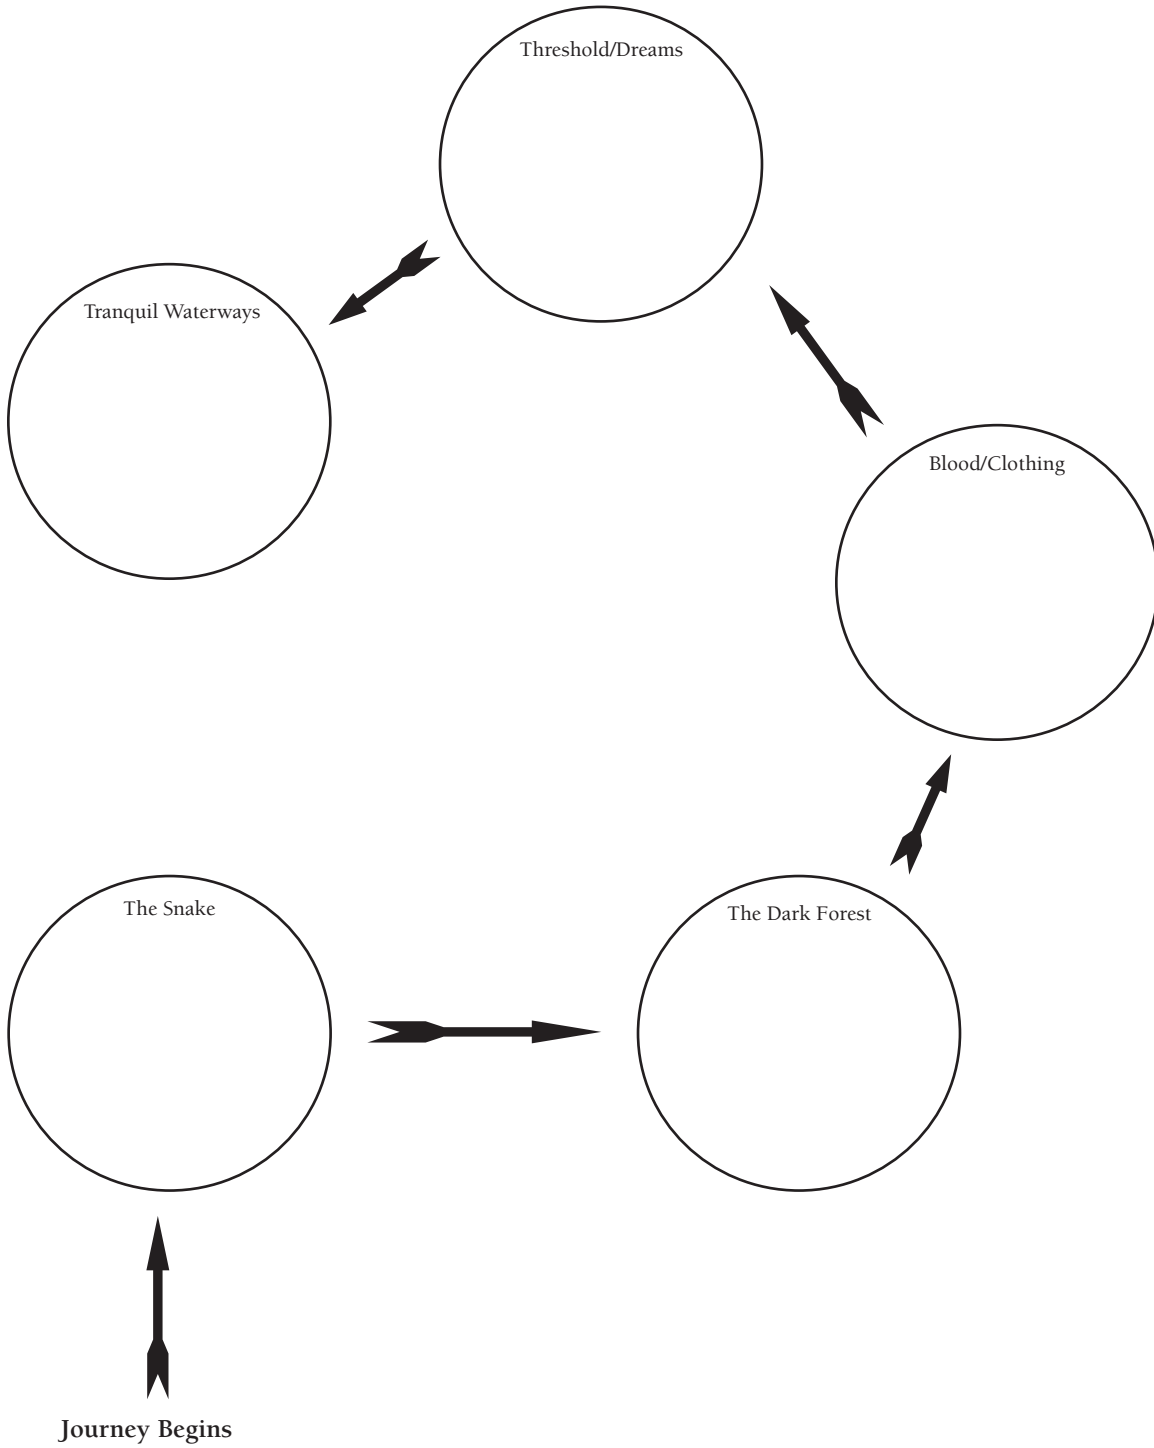 Threshold/Dreams
Tranquil Waterways
Blood/Clothing
The Snake
The Dark Forest
Journey Begins